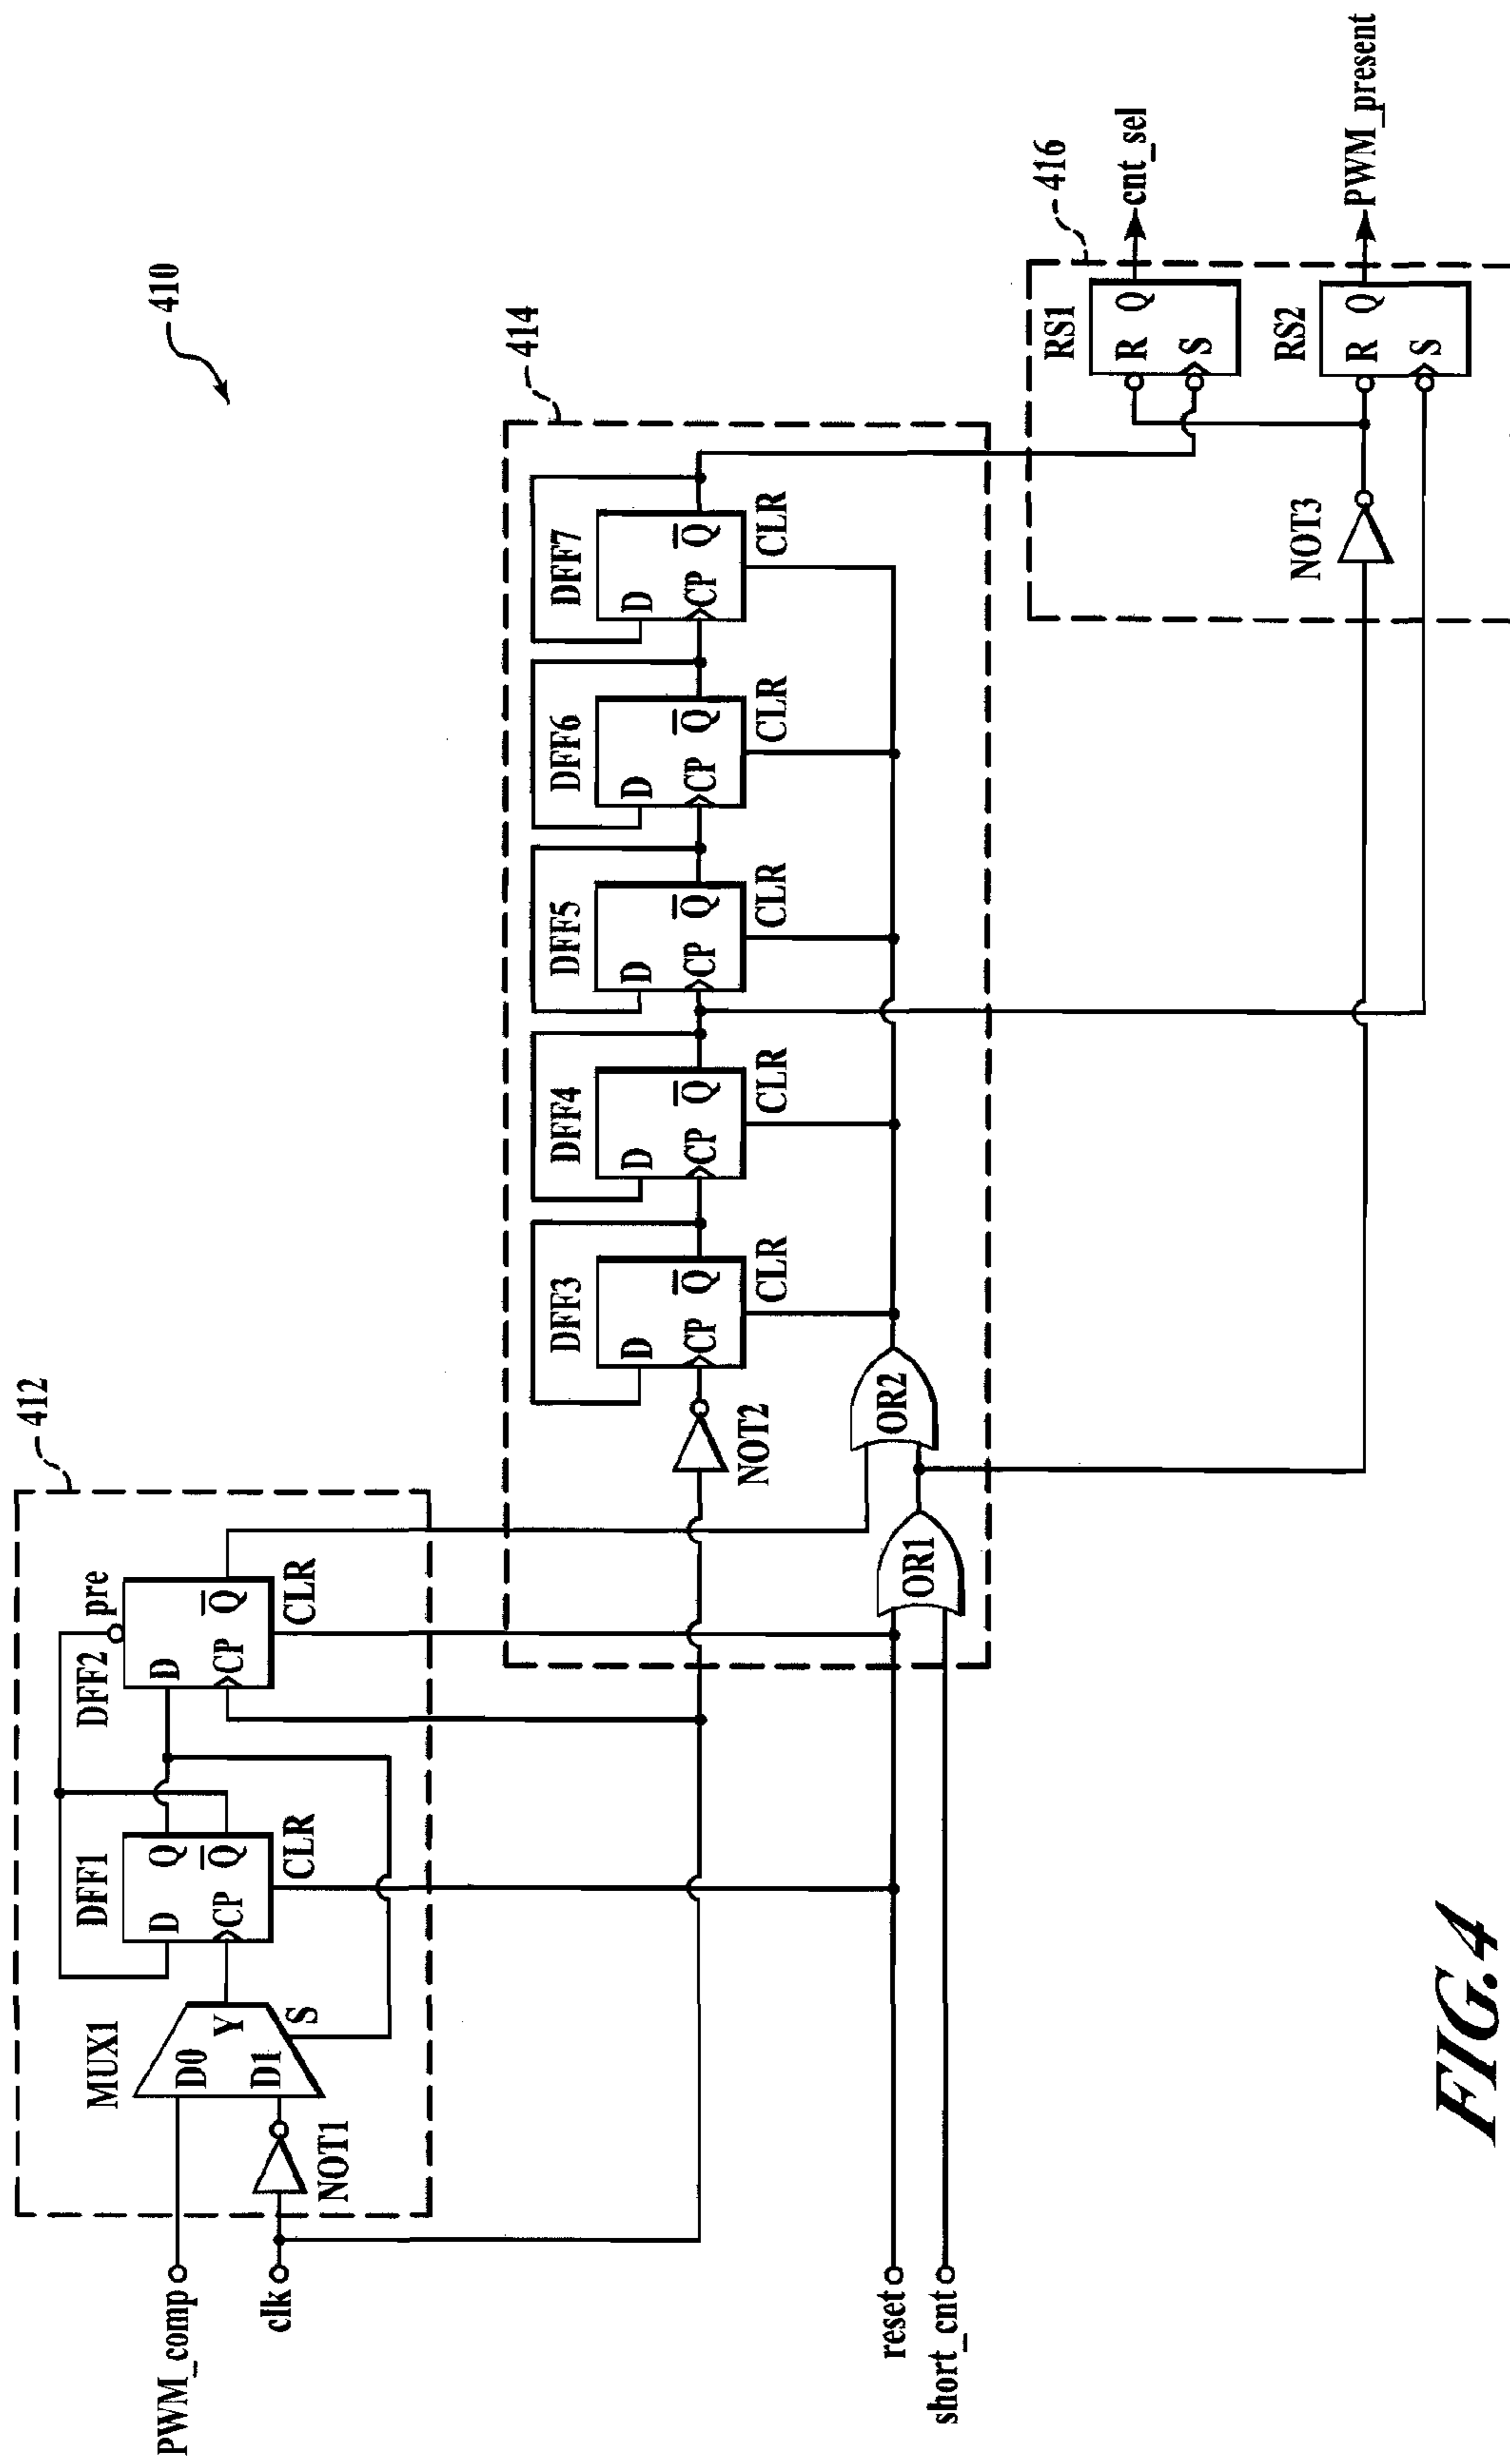 410
412
PWM_comp
clk
NOT1
MUX1
D0
D1
Y
S
DFF1
D
Q
CP
Q
CLR
DFF2
pre
D
CP
Q
CLR
414
NOT2
DFF3
D
CP
Q
CLR
DFF4
D
CP
Q
CLR
DFF5
D
CP
Q
CLR
DFF6
D
CP
Q
CLR
DFF7
D
CP
Q
CLR
reset
short_cnt
OR1
OR2
416
NOT3
RS1
R
Q
S
cnt_sel
RS2
R
Q
S
PWM_present
FIG.4